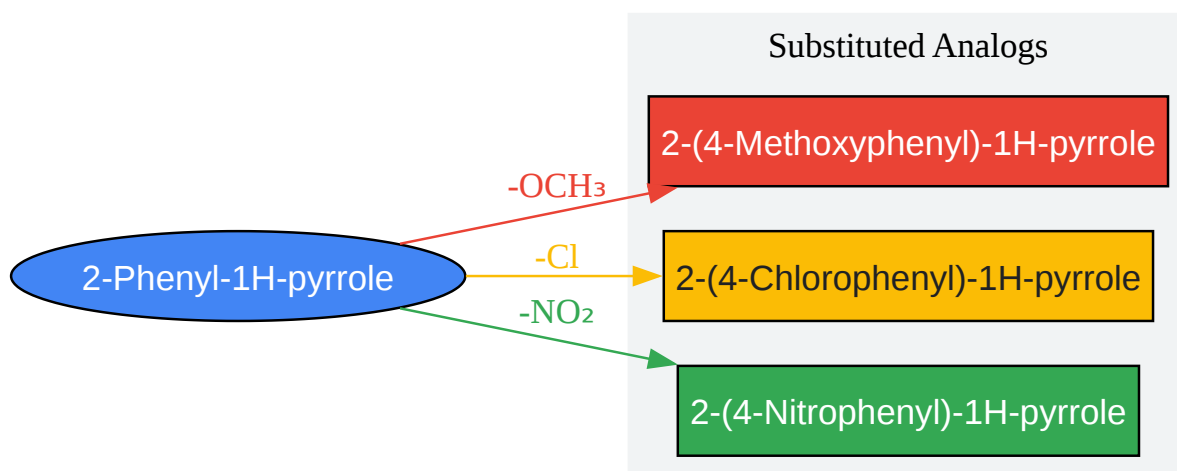 Substituted Analogs
2-(4-Methoxyphenyl)-1H-pyrrole
-OCH₃
2-Phenyl-1H-pyrrole
-Cl
2-(4-Chlorophenyl)-1H-pyrrole
-NO₂
2-(4-Nitrophenyl)-1H-pyrrole